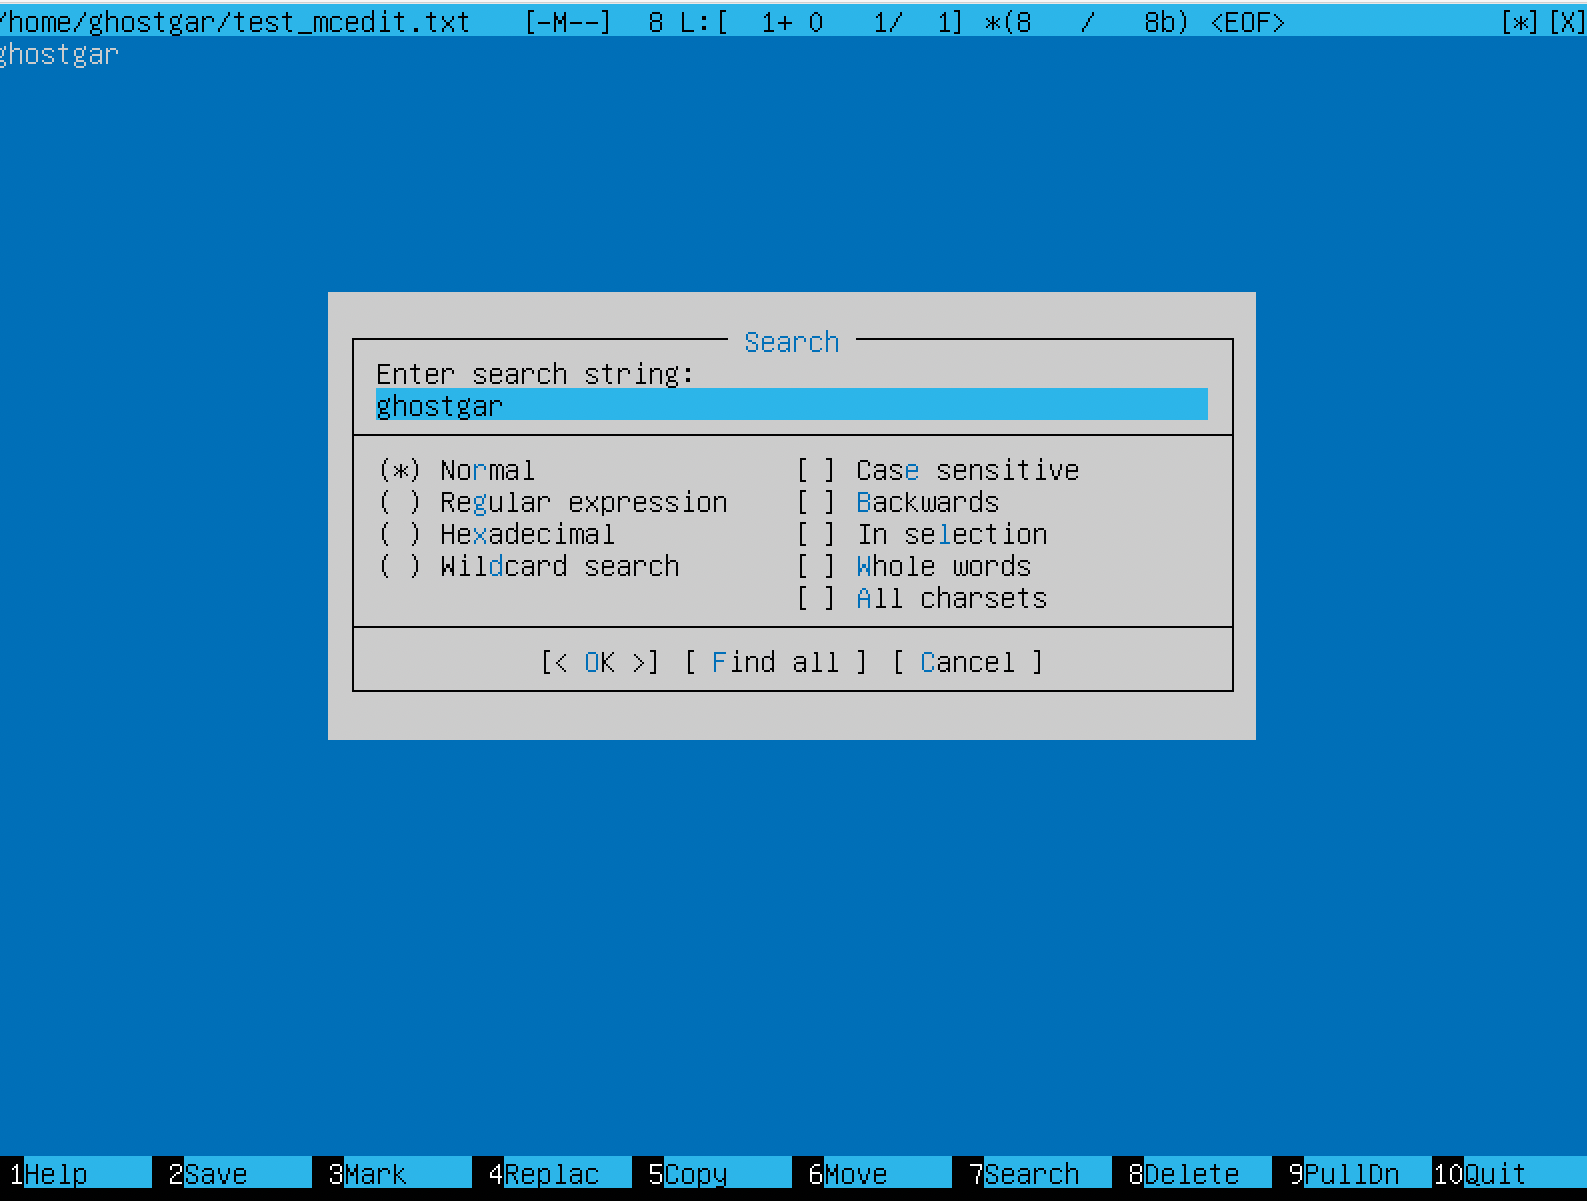 /home/ghostgar/test_mcedit.txt [-M--] 8 L:[ 1+ 0 1/ 1] *(8 / 8b) <EOF> [*][X]
ghostgar
Search
Enter search string:
ghostgar
(*) Normal [ ] Case sensitive
( ) Regular expression [ ] Backwards
( ) Hexadecimal [ ] In selection
( ) Wildcard search [ ] Whole words
[ ] All charsets
[< OK >] [ Find all ] [ Cancel ]
1Help 2Save 3Mark 4Replac 5Copy 6Move 7Search 8Delete 9PullDn 10Quit